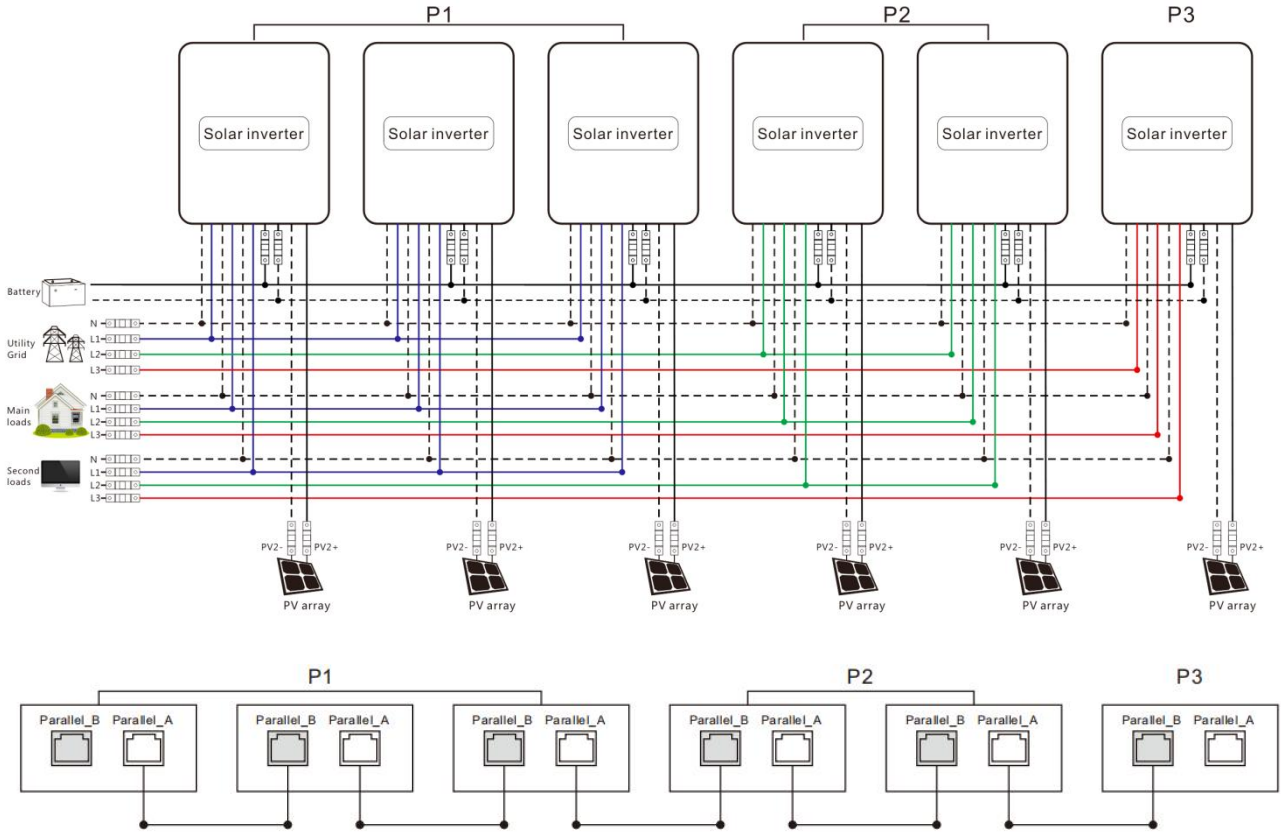 P1 P2 P3
Solar inverter Solar inverter Solar inverter Solar inverter Solar inverter Solar inverter
Battery
Utility
Grid
N
L1
L2
L3
Main
loads
N
L1
L2
L3
Second
loads
N
L1
L2
L3
PV2- PV2+ PV2- PV2+ PV2- PV2+ PV2- PV2+ PV2- PV2+ PV2- PV2+
PV array PV array PV array PV array PV array PV array
P1 P2 P3
Parallel_B Parallel_A Parallel_B Parallel_A Parallel_B Parallel_A Parallel_B Parallel_A Parallel_B Parallel_A Parallel_B Parallel_A